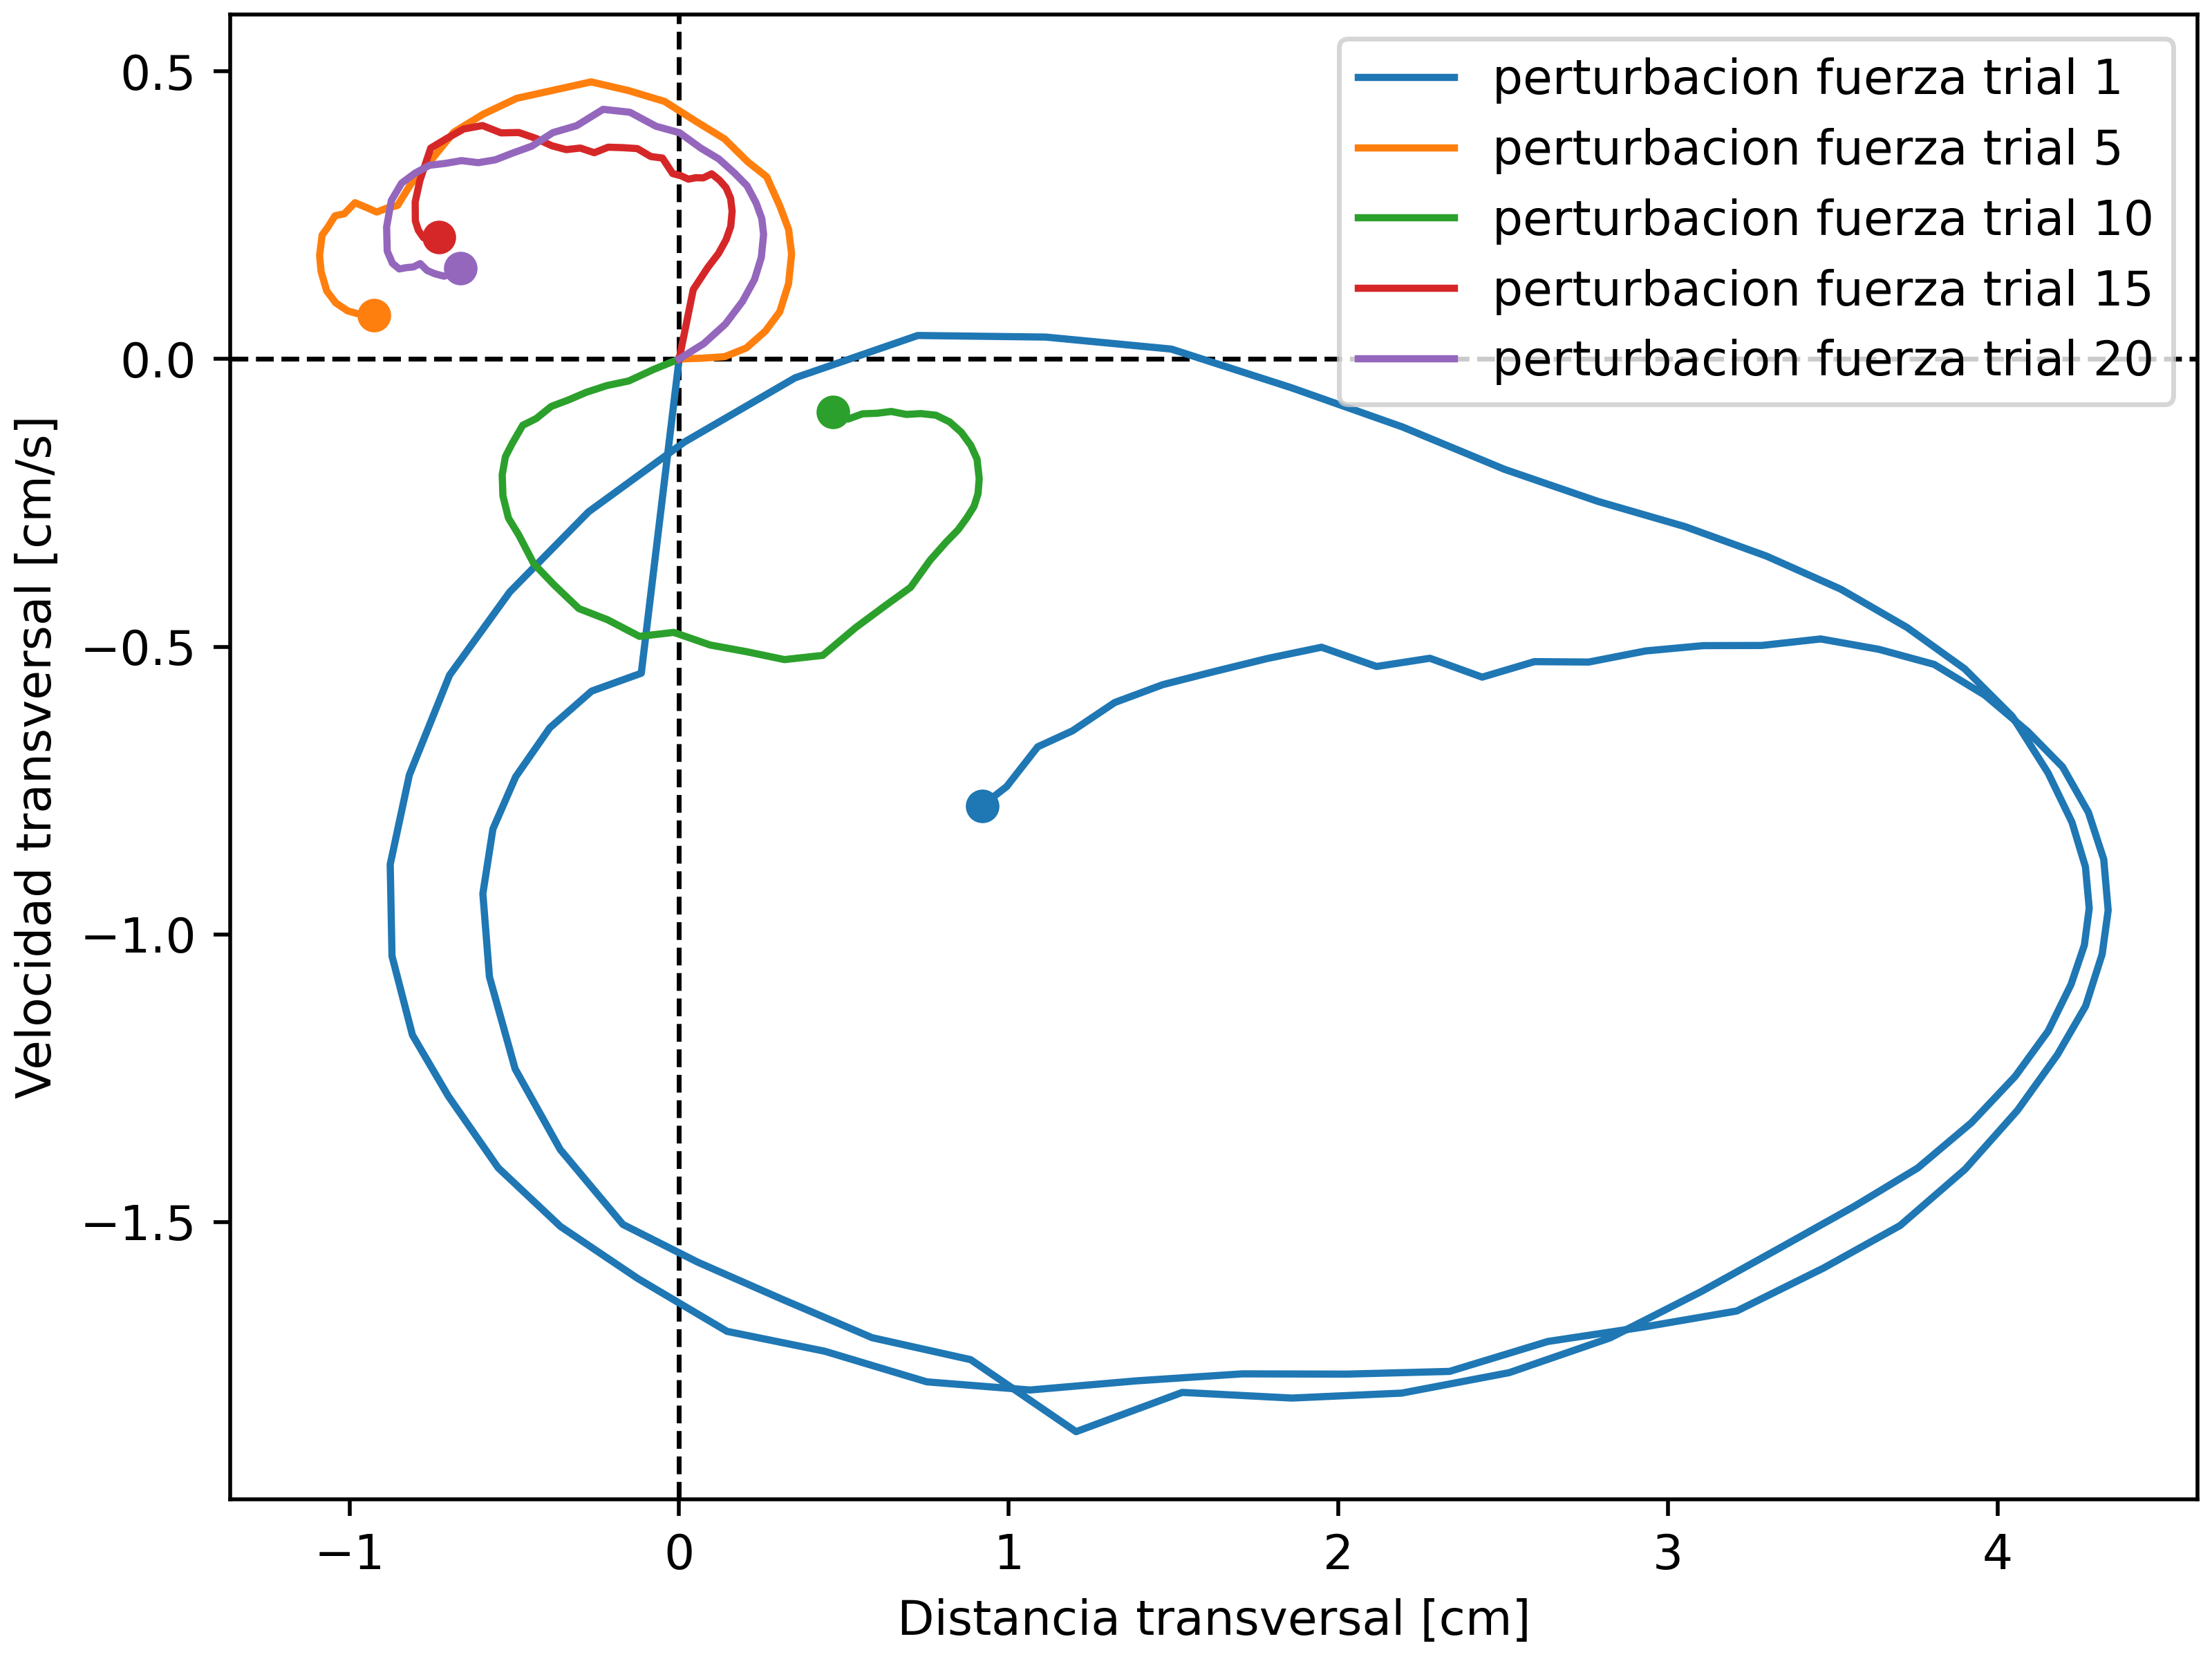 0.5
0.0
−0.5
−1.0
−1.5
Velocidad transversal [cm/s]
perturbacion fuerza trial 1
perturbacion fuerza trial 5
perturbacion fuerza trial 10
perturbacion fuerza trial 15
perturbacion fuerza trial 20
−1 0 1 2 3 4
Distancia transversal [cm]